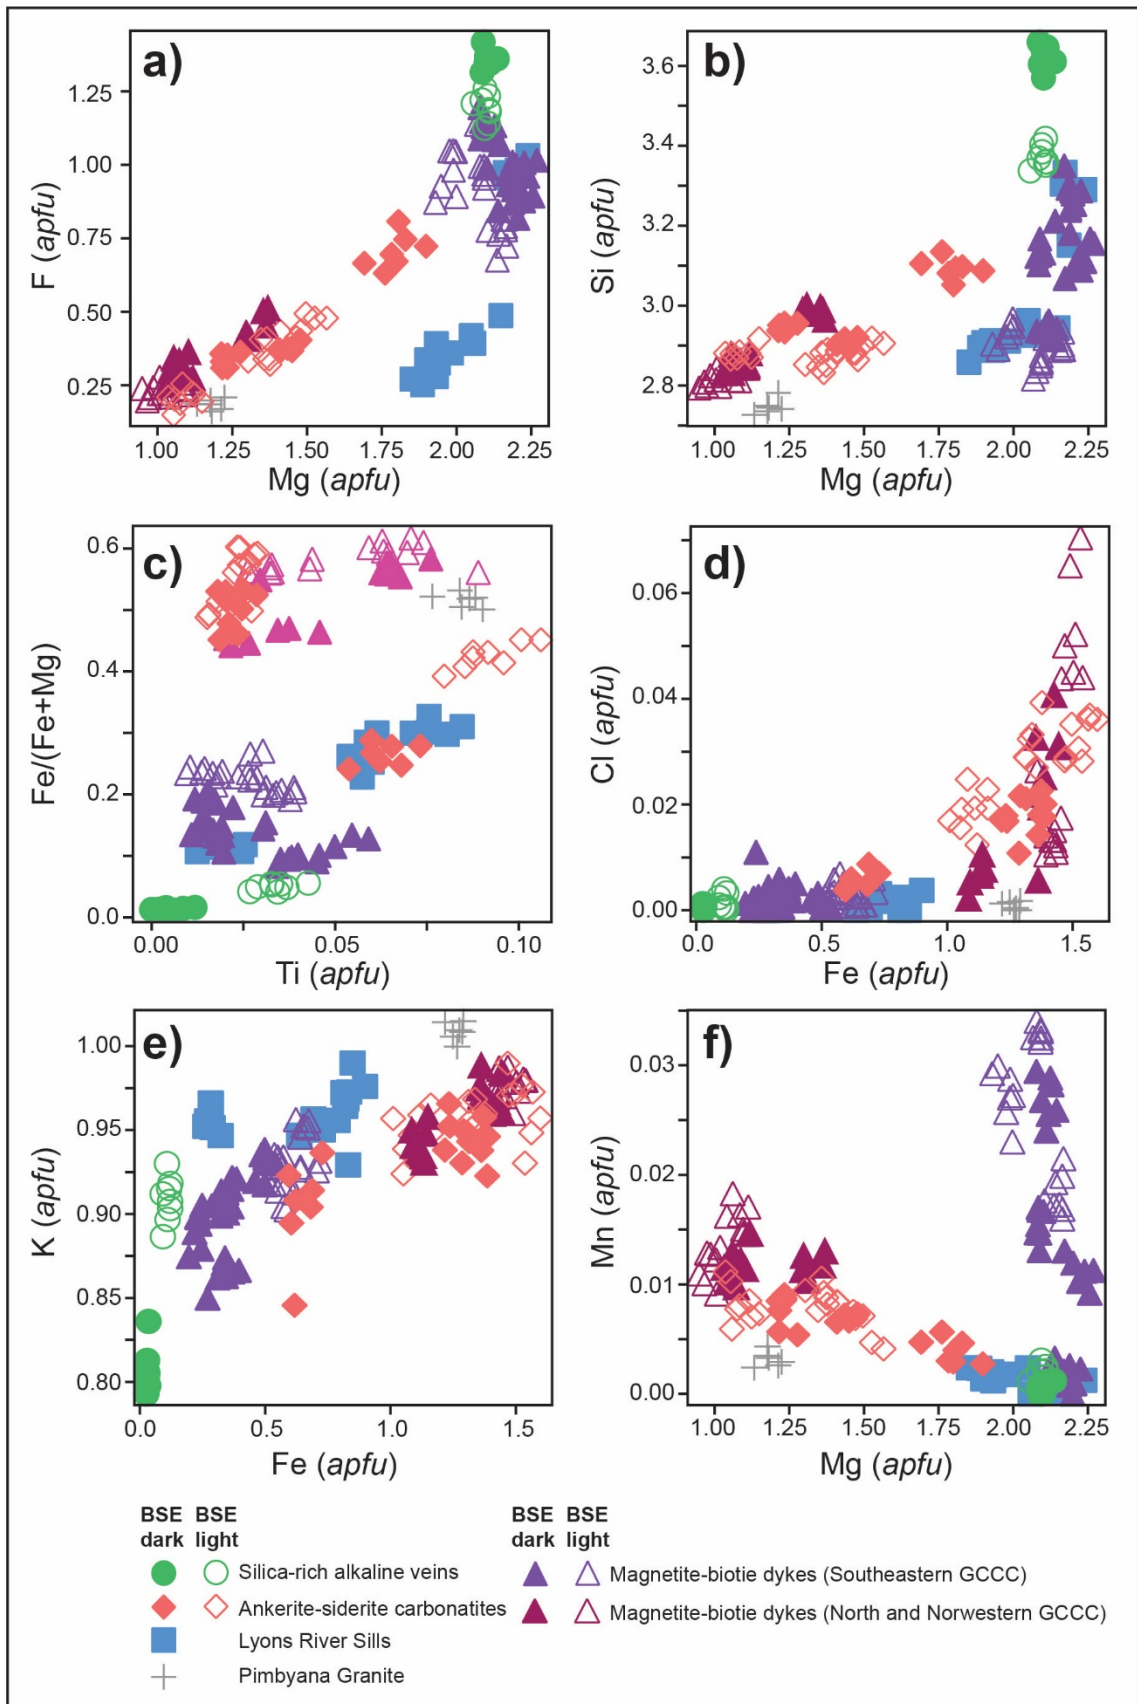 a)
1.25
1.00
0.75
0.50
0.25
F (apfu)
1.00 1.25 1.50 1.75 2.00 2.25
Mg (apfu)
b)
3.6
3.4
3.2
3.0
2.8
Si (apfu)
1.00 1.25 1.50 1.75 2.00 2.25
Mg (apfu)
c)
0.6
0.4
0.2
0.0
Fe/(Fe+Mg)
0.00 0.05 0.10
Ti (apfu)
d)
0.06
0.04
0.02
0.00
Cl (apfu)
0.0 0.5 1.0 1.5
Fe (apfu)
e)
1.00
0.95
0.90
0.85
0.80
K (apfu)
0.0 0.5 1.0 1.5
Fe (apfu)
f)
0.03
0.02
0.01
0.00
Mn (apfu)
1.00 1.25 1.50 1.75 2.00 2.25
Mg (apfu)
BSE BSE
dark light
Silica-rich alkaline veins
Ankerite-siderite carbonatites
Lyons River Sills
Pimbyana Granite
BSE BSE
dark light
Magnetite-biotie dykes (Southeastern GCCC)
Magnetite-biotie dykes (North and Norwestern GCCC)